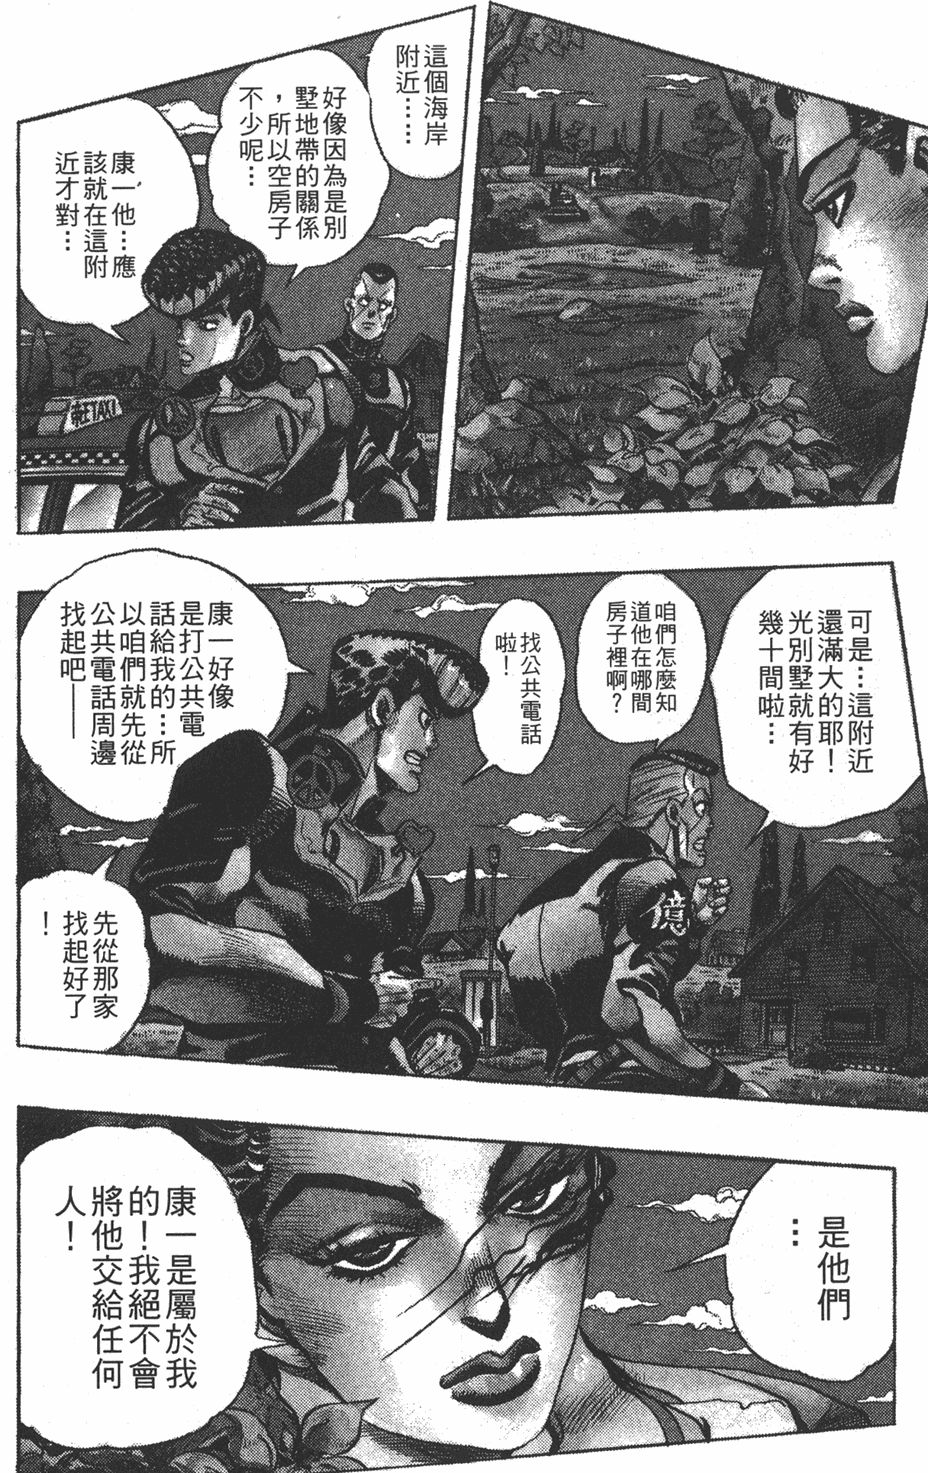 這個海岸
附近……
好像因為是別
墅地帶的關係
，所以空房子
不少呢…
康一他…應
該就在這附
近才對…
TAXI
可是…這附近
還滿大的耶！
光別墅就有好
幾十間啦…
咱們怎麼知
道他在哪間
房子裡啊？
找公共電話
啦！
康一好像
是打公共電
話給我的…所
以咱們就先從
公共電話周邊
找起吧——
億
先從那家
找起好了
！
是他們
…
康一是屬於我
的！我絕不會
將他交給任何
人！